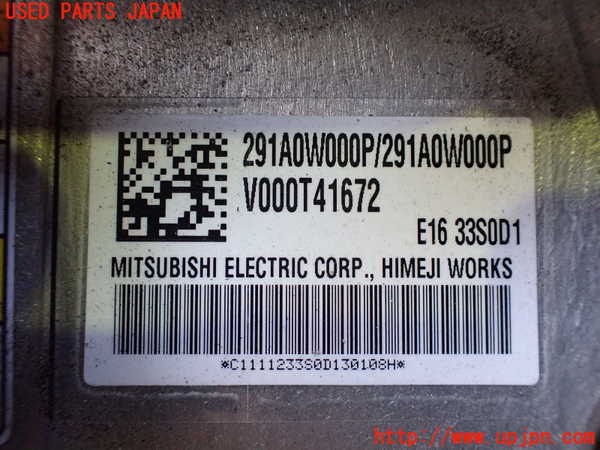 USED PARTS JAPAN
291A0W000P/291A0W000P
V000T41672
E16 33S0D1
MITSUBISHI ELECTRIC CORP., HIMEJI WORKS
*C1111233S0D130108H*
http://www.upjpn.com/